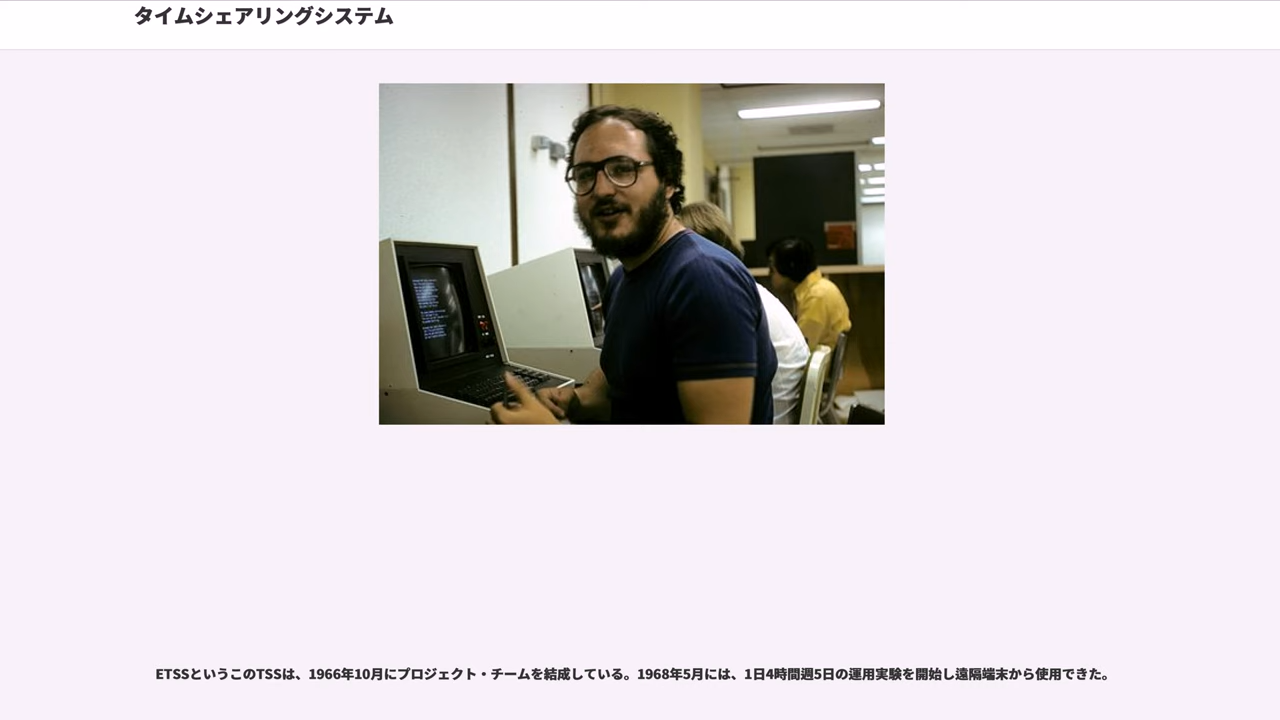 タイムシェアリングシステム
ETSSというこのTSSは、1966年10月にプロジェクト・チームを結成している。1968年5月には、1日4時間週5日の運用実験を開始し遠隔端末から使用できた。